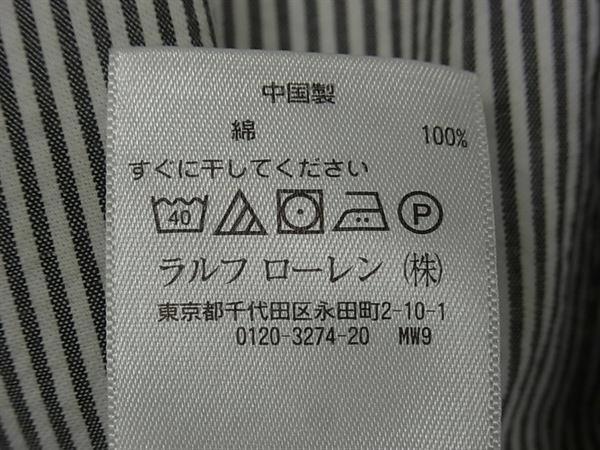 中国製
綿 100%
すぐに干してください
40 P
ラルフ ローレン (株)
東京都千代田区永田町2-10-1
0120-3274-20 MW9